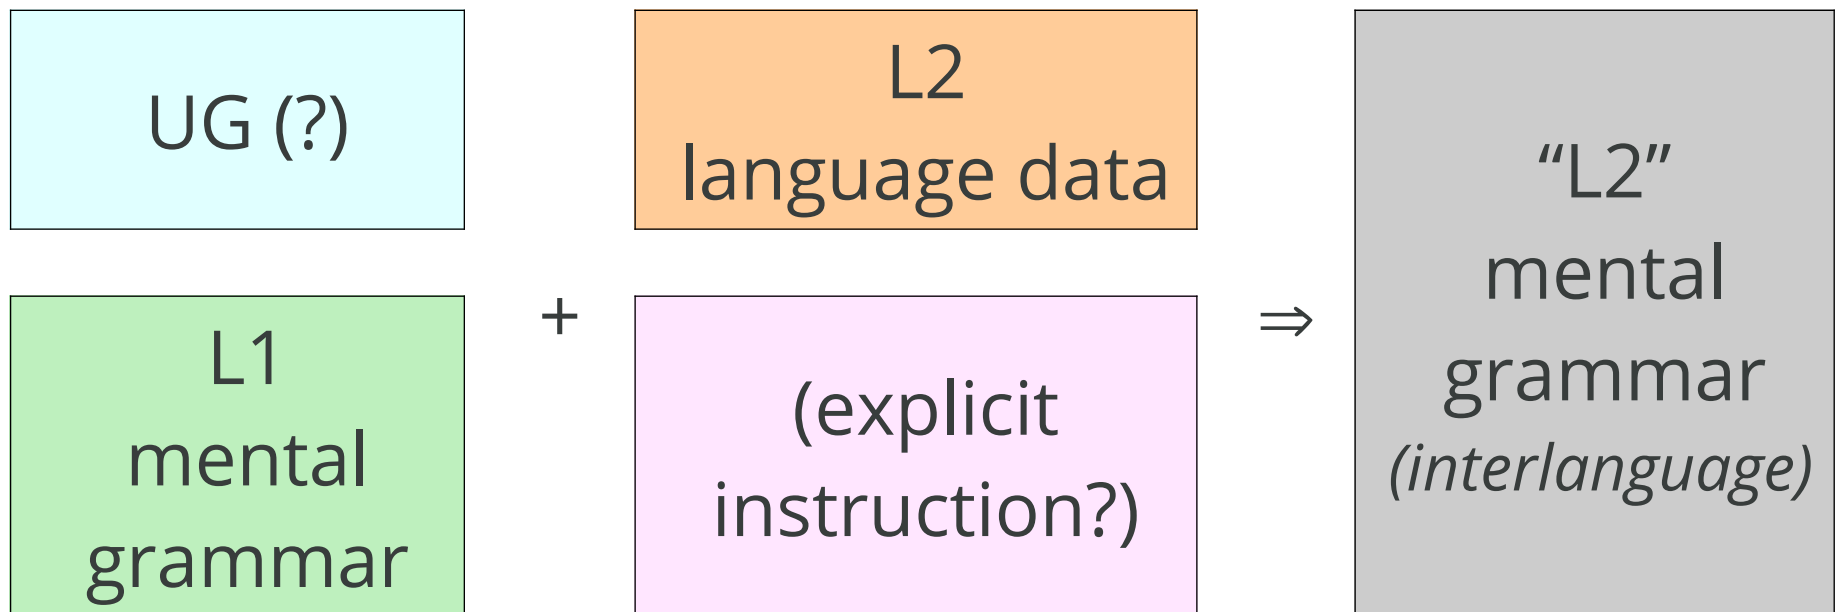 UG (?)
L1
mental
grammar
+
L2
language data
(explicit
instruction?)
⇒
“L2”
mental
grammar
(interlanguage)